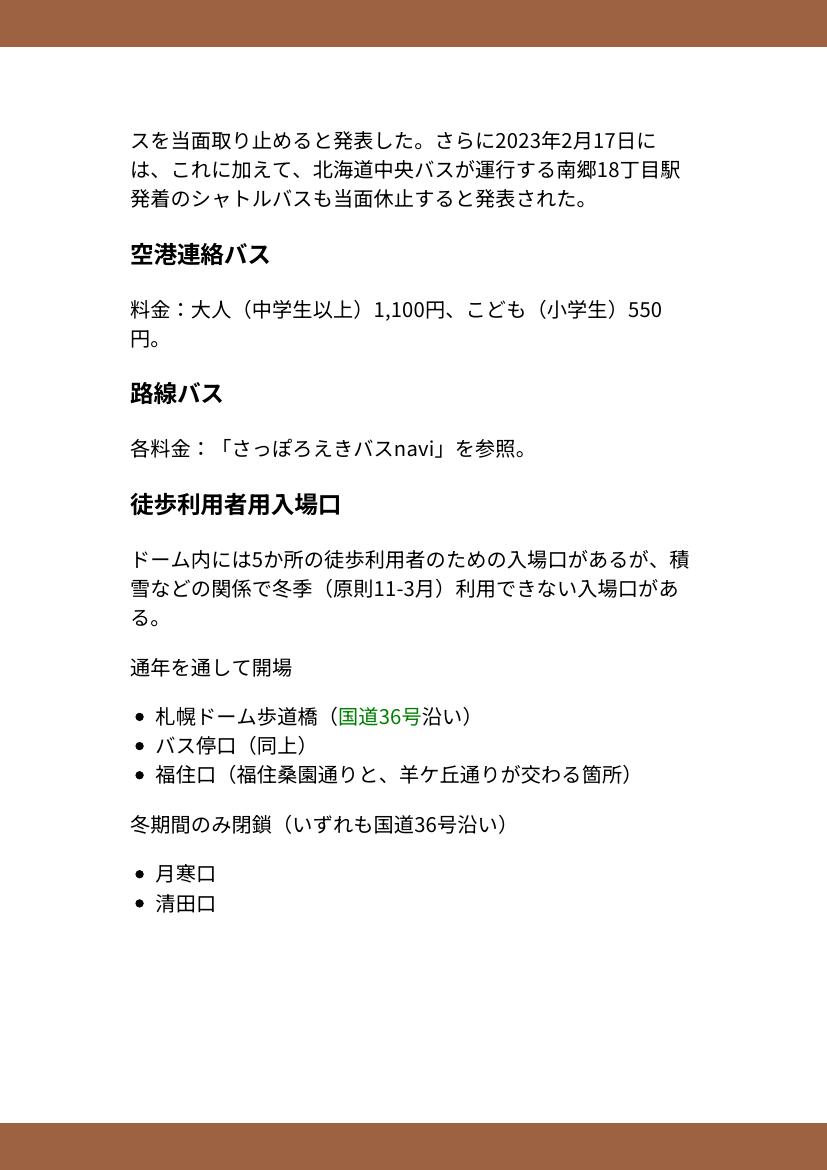 スを当面取り止めると発表した。さらに2023年2月17日に
は、これに加えて、北海道中央バスが運行する南郷18丁目駅
発着のシャトルバスも当面休止すると発表された。
空港連絡バス
料金：大人（中学生以上）1,100円、こども（小学生）550
円。
路線バス
各料金：「さっぽろえきバスnavi」を参照。
徒歩利用者用入場口
ドーム内には5か所の徒歩利用者のための入場口があるが、積
雪などの関係で冬季（原則11-3月）利用できない入場口があ
る。
通年を通して開場
• 札幌ドーム歩道橋（国道36号沿い）
• バス停口（同上）
• 福住口（福住桑園通りと、羊ケ丘通りが交わる箇所）
冬期間のみ閉鎖（いずれも国道36号沿い）
• 月寒口
• 清田口